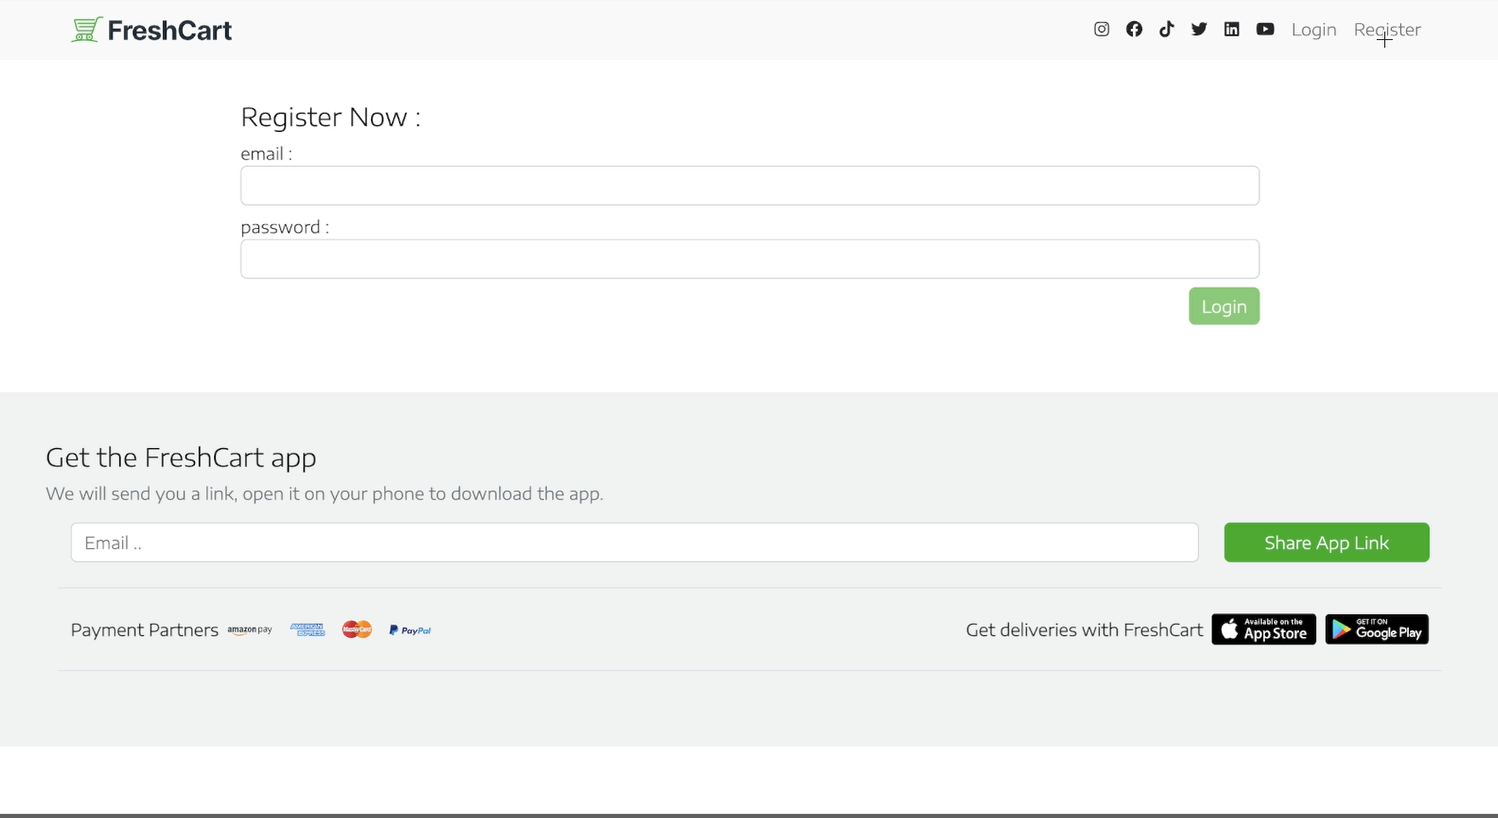 FreshCart Login Register
Register Now :
email :
password :
Login
Get the FreshCart app
We will send you a link, open it on your phone to download the app.
Email ..
Share App Link
Payment Partners amazon pay AMERICAN EXPRESS MasterCard PayPal Get deliveries with FreshCart Available on the App Store GET IT ON Google Play